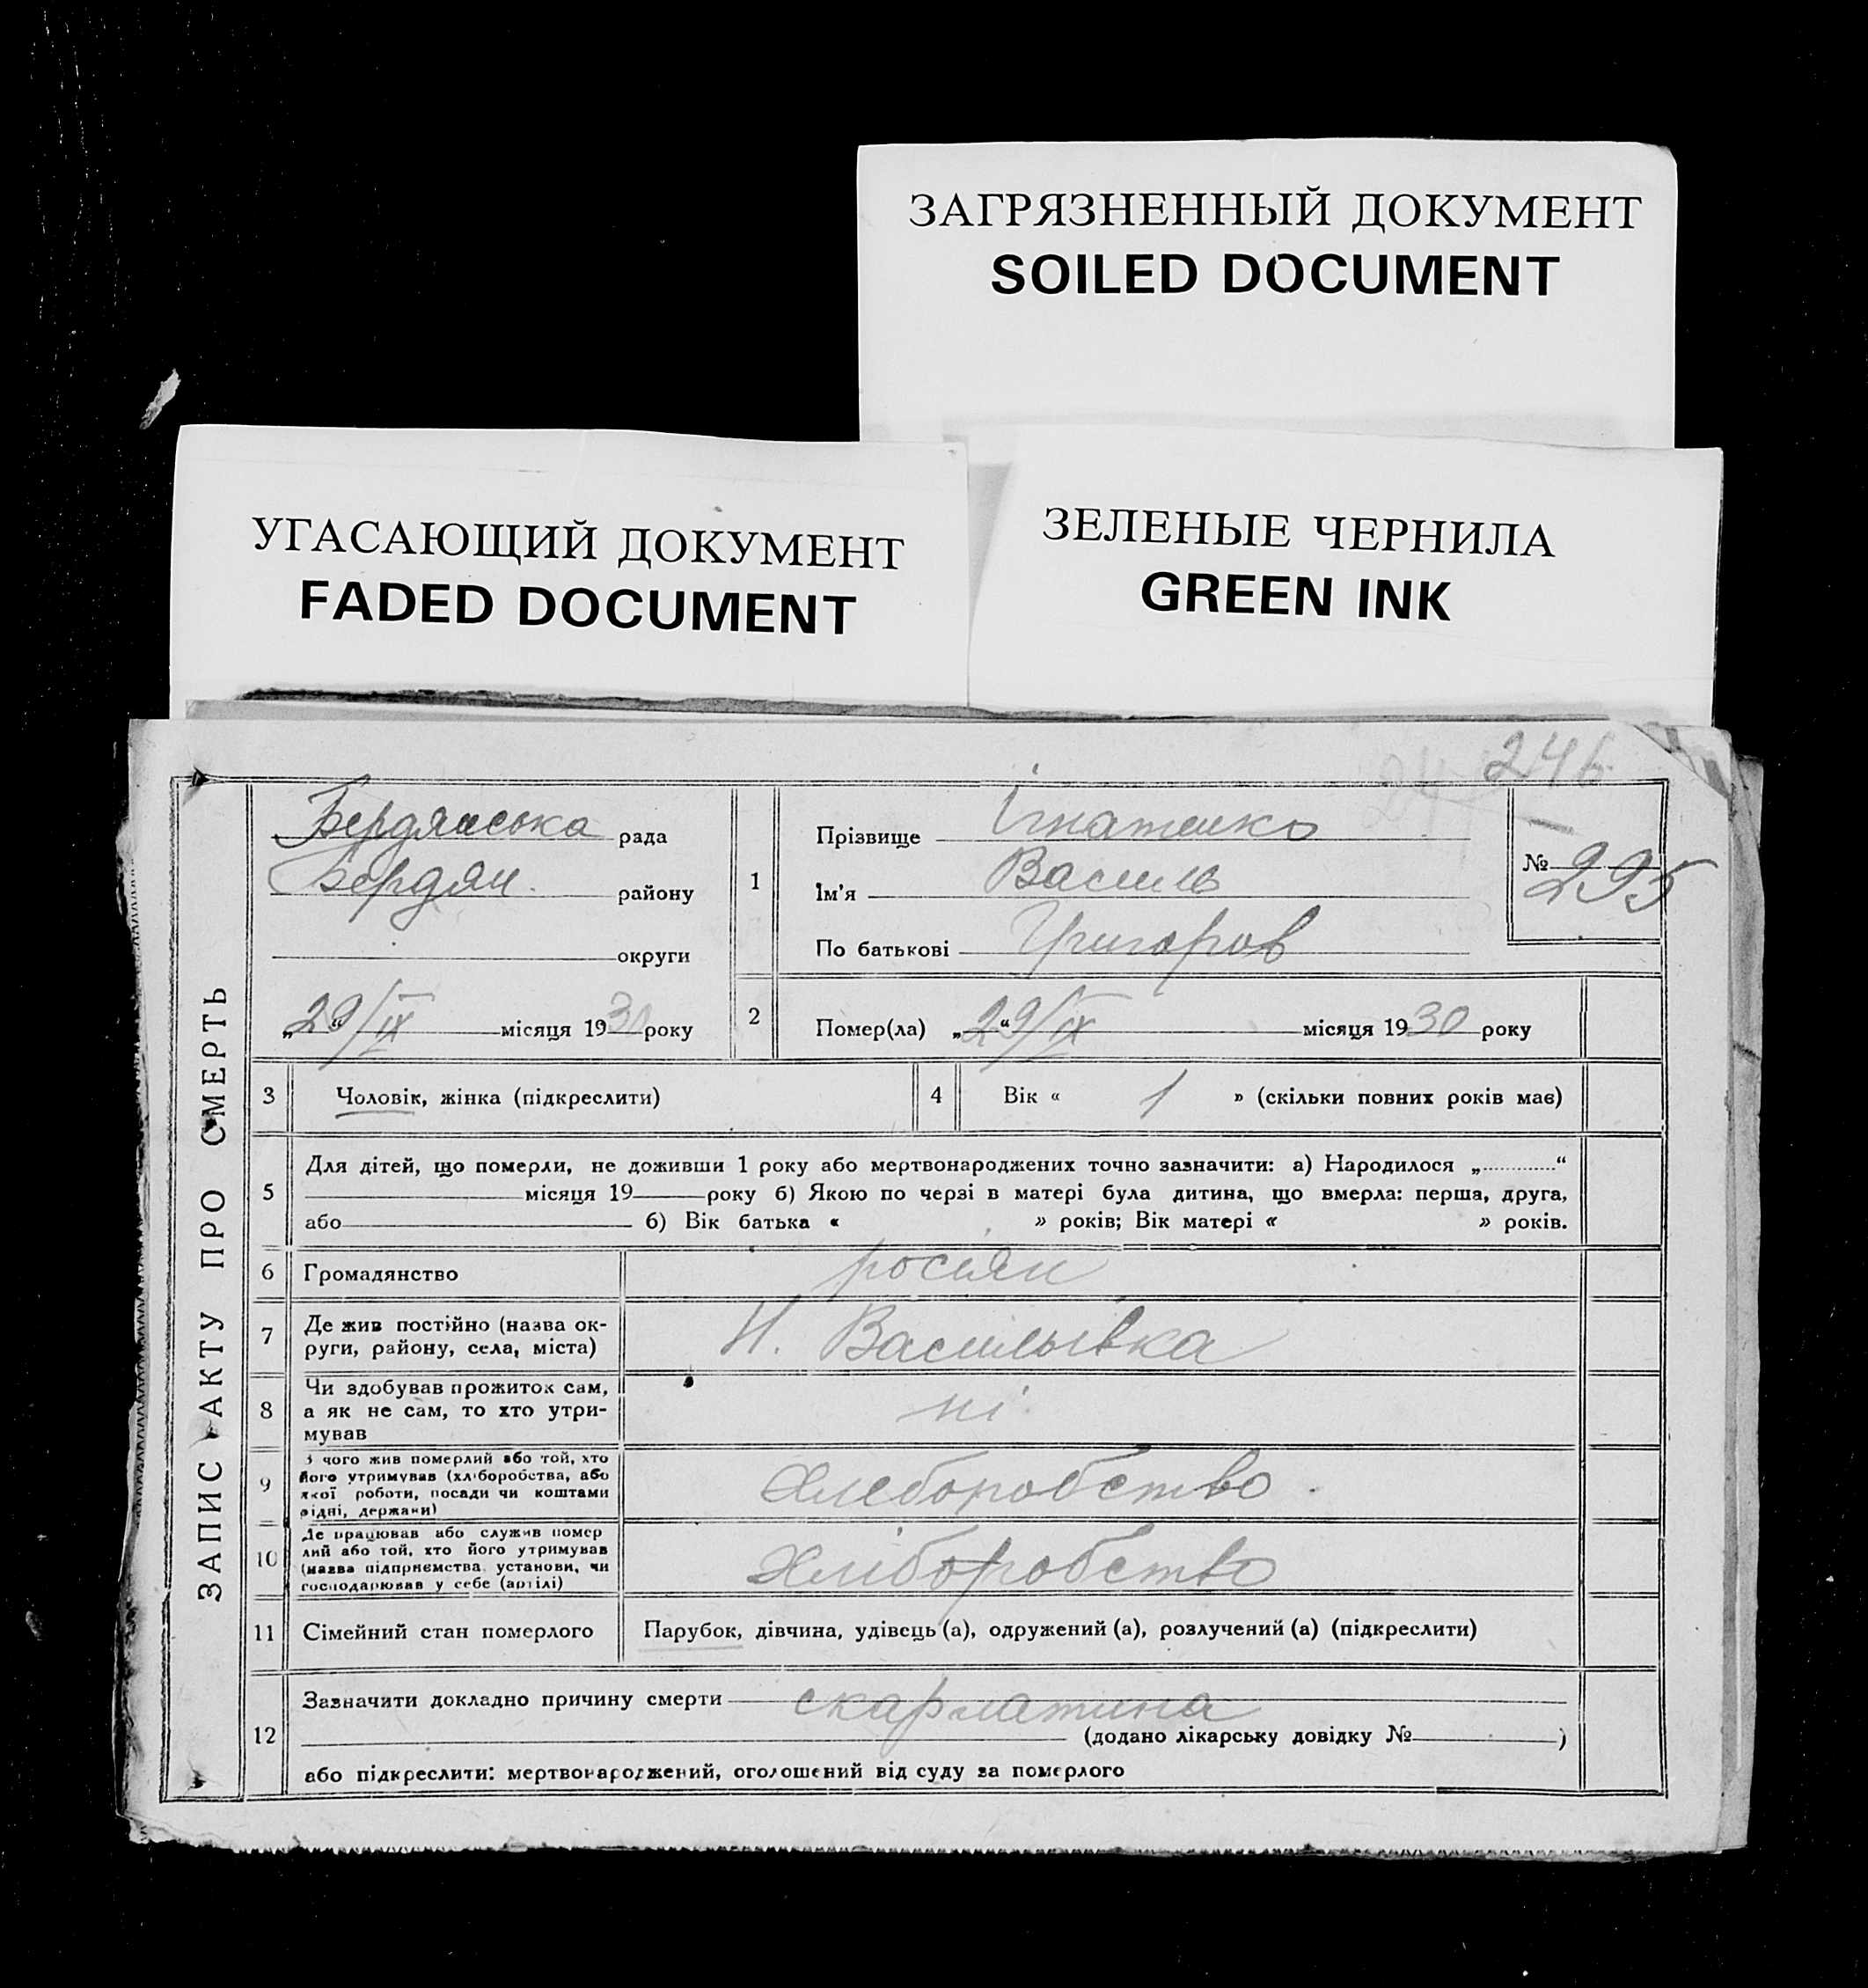 ЗАГРЯЗНЕННЫЙ ДОКУМЕНТ
SOILED DOCUMENT
УГАСАЮЩИЙ ДОКУМЕНТ
FADED DOCUMENT
ЗЕЛЕНЫЕ ЧЕРНИЛА
GREEN INK
246
ЗАПИС АКТУ ПРО СМЕРТЬ
Бердянська рада
Бердян. району
округи
„29“/IX місяця 1930 року
1
Прізвище Ігнатенко
Ім'я Василь
По батькові Григоров
№ 295
2
Помер(ла) „29“/IX місяця 1930 року
3 Чоловік, жінка (підкреслити)
4 Вік « 1 » (скільки повних років має)
5
Для дітей, що померли, не доживши 1 року або мертвонароджених точно зазначити: а) Народилося „............“
місяця 19 року б) Якою по черзі в матері була дитина, що вмерла: перша, друга,
або б) Вік батька « » років; Вік матері « » років.
6 Громадянство росіян
7 Де жив постійно (назва ок-
руги, району, села, міста)
Н. Васильівка
8 Чи здобував прожиток сам,
а як не сам, то хто утри-
мував
ні
9 З чого жив померлий або той, хто
його утримував (хліборобства, або
якої роботи, посади чи коштами
рідні, держави)
Хлеборобство.
10 Де працював або служив помер
лий або той, хто його утримував
(назва підприємства, установи, чи
господарював у себе (артілі)
Хліборобство
11 Сімейний стан померлого Парубок, дівчина, удівець (а), одружений (а), розлучений (а) (підкреслити)
12
Зазначити докладно причину смерти скарлатина
(додано лікарську довідку № )
або підкреслити: мертвонароджений, оголошений від суду за померлого